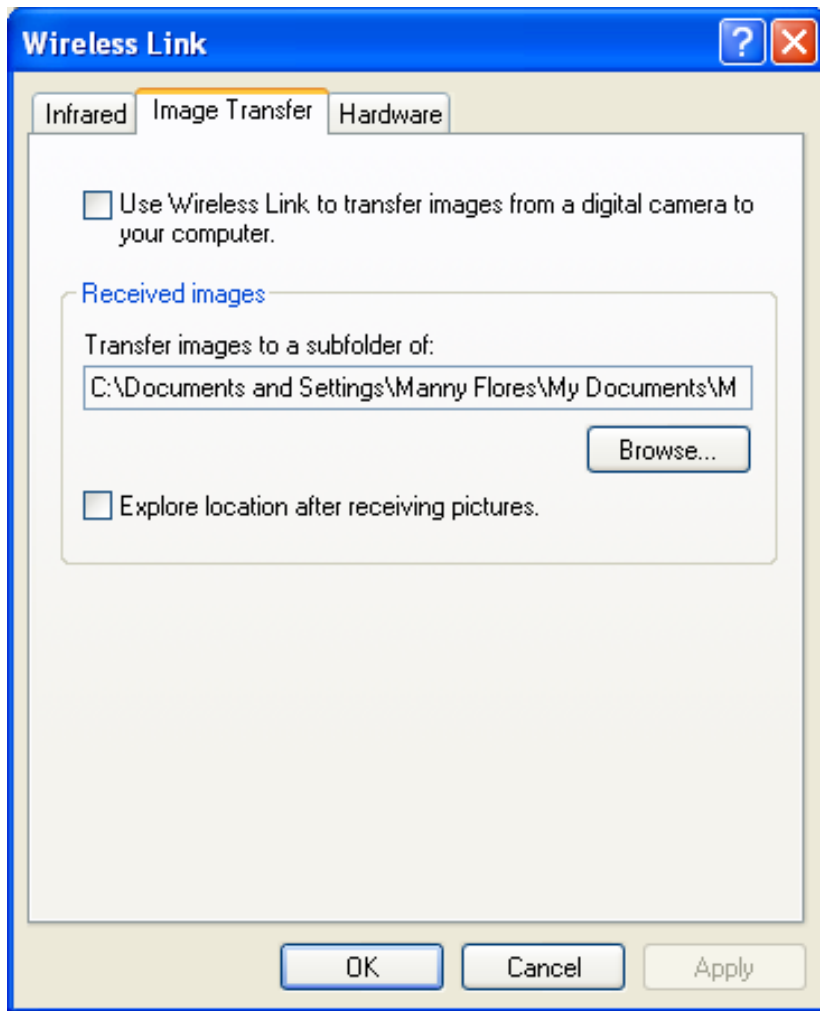 Wireless Link
?
Infrared
Image Transfer
Hardware
Use Wireless Link to transfer images from a digital camera to
your computer.
Received images
Transfer images to a subfolder of:
C:\Documents and Settings\Manny Flores\My Documents\M
Browse...
Explore location after receiving pictures.
OK
Cancel
Apply